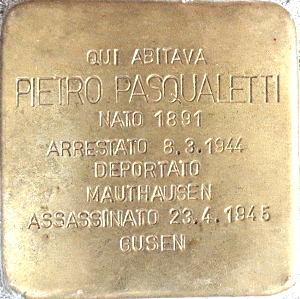 QUI ABITAVA
PIETRO PASQUALETTI
NATO 1891
ARRESTATO 8.3.1944
DEPORTATO
MAUTHAUSEN
ASSASSINATO 23.4.1945
GUSEN